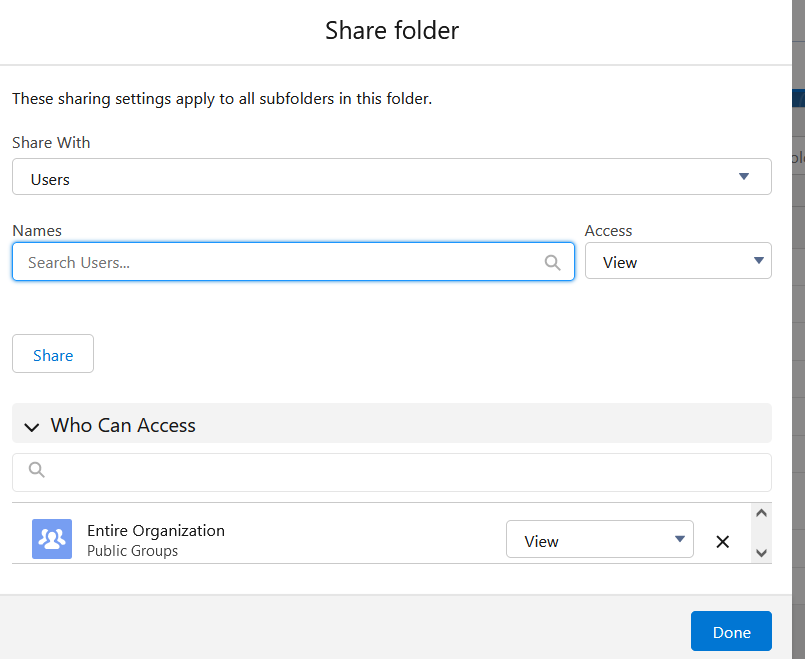 Share folder
These sharing settings apply to all subfolders in this folder.
Share With
Users
Names
Access
Search Users...
View
Share
Who Can Access
Entire Organization
View
Public Groups
Done